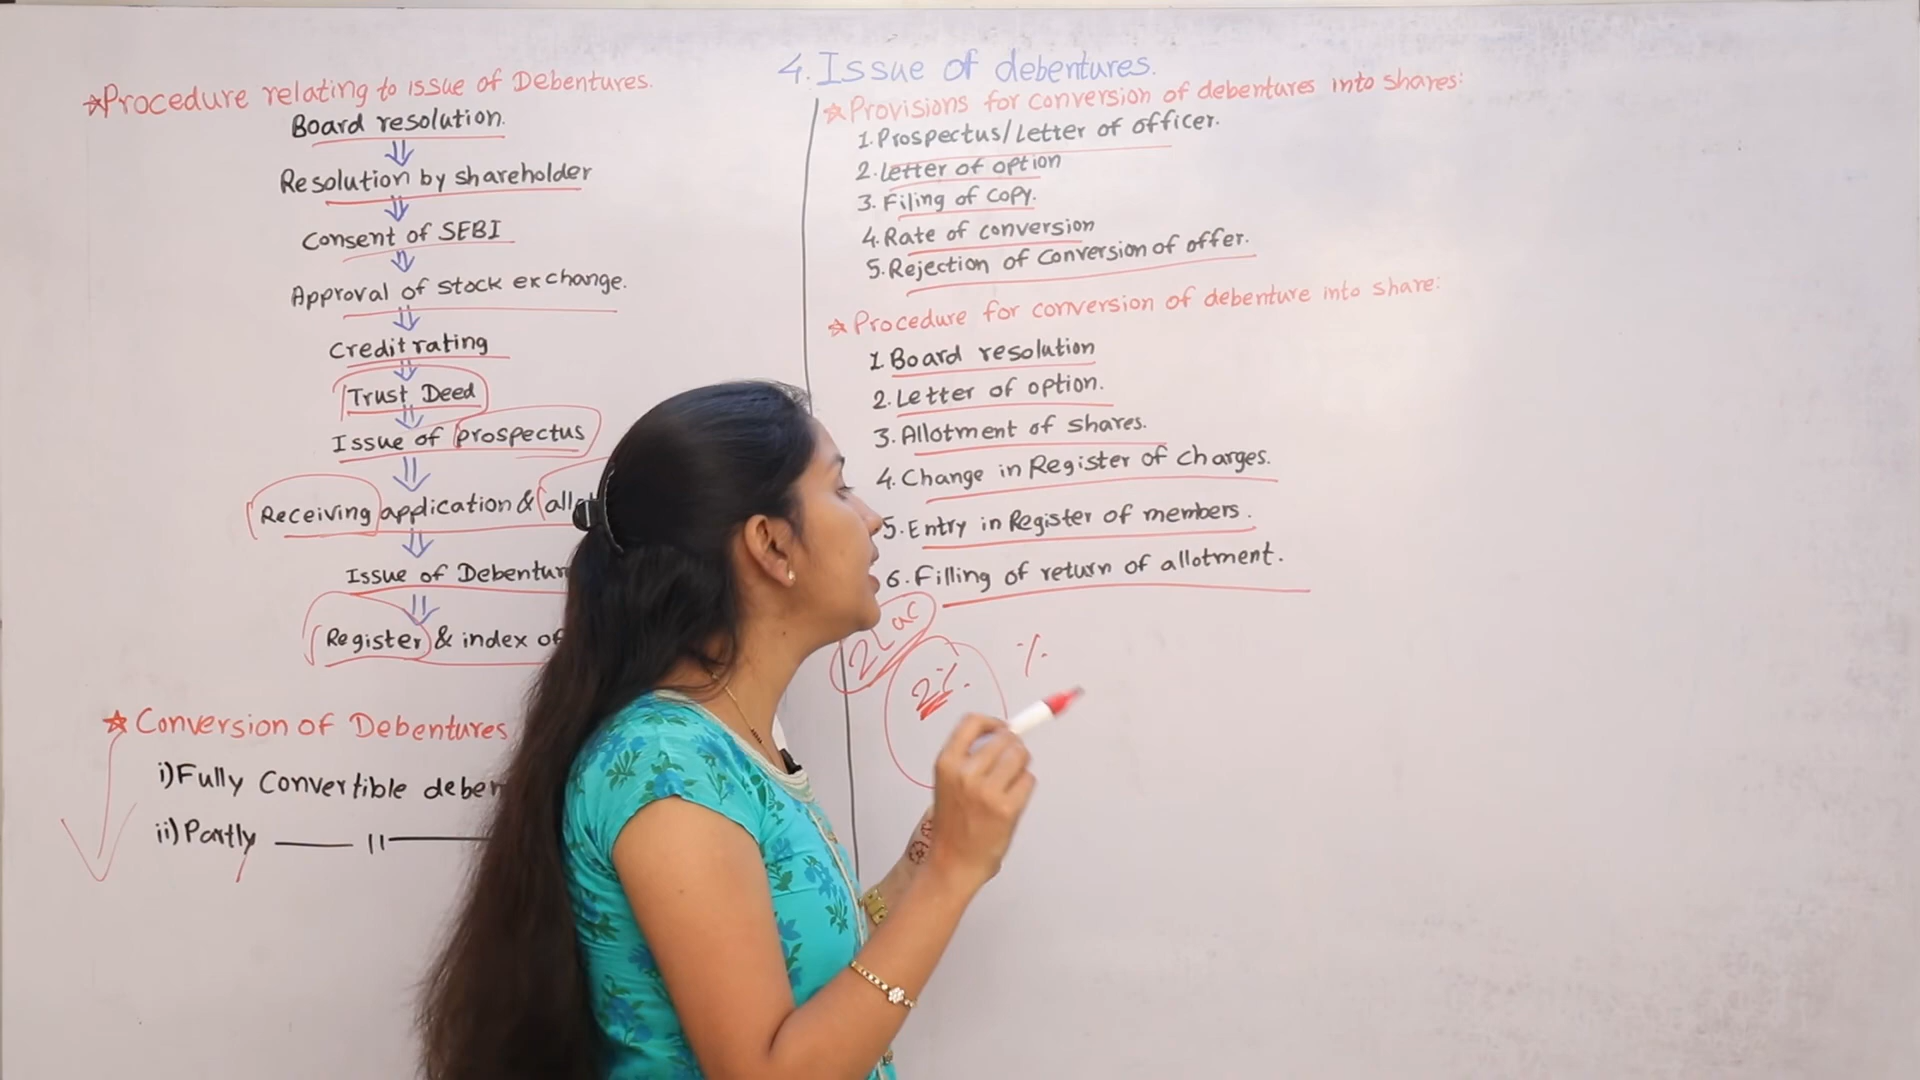 4. Issue of debentures.
★Procedure relating to issue of Debentures.
Board resolution.
Resolution by shareholder
Consent of SEBI
Approval of stock exchange.
Credit rating
Trust Deed
Issue of prospectus
Receiving application &
Issue of
Register & index of
★Conversion of Debentures
i) Fully Convertible
ii) Partly — 11 —
★Provisions for conversion of debentures into shares:
1. Prospectus/Letter of officer.
2. Letter of option
3. Filing of copy.
4. Rate of conversion
5. Rejection of conversion of offer.
★Procedure for conversion of debenture into share:
1. Board resolution
2. Letter of option.
3. Allotment of shares.
4. Change in Register of charges.
5. Entry in Register of members.
6. Filling of return of allotment.
2 Lac
2%.
%.